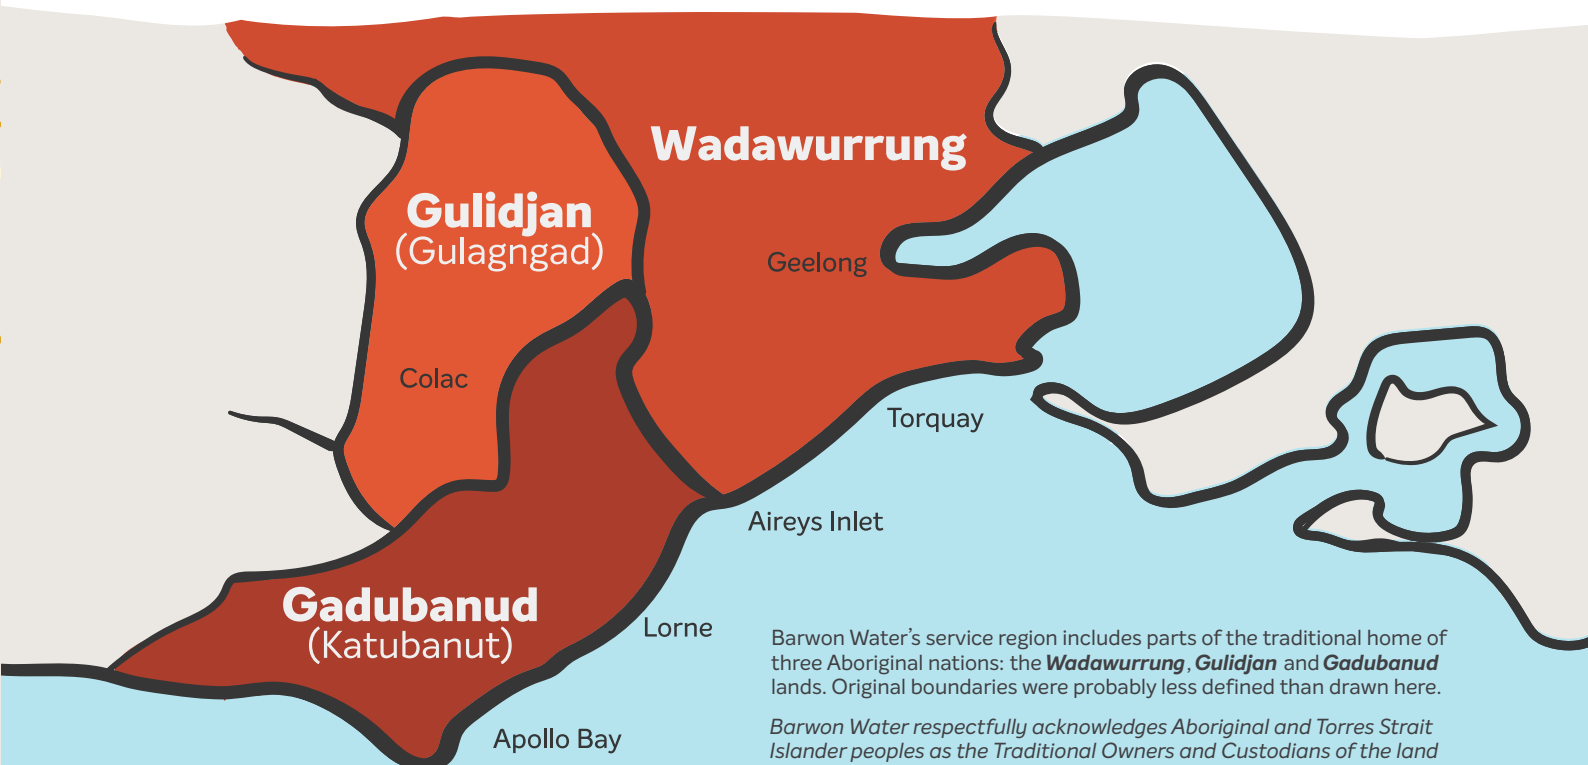 Wadawurrung
Gulidjan
(Gulagngad)
Geelong
Colac
Torquay
Aireys Inlet
Gadubanud
(Katubanut)
Lorne
Apollo Bay
Barwon Water’s service region includes parts of the traditional home of
three Aboriginal nations: the Wadawurrung, Gulidjan and Gadubanud
lands. Original boundaries were probably less defined than drawn here.
Barwon Water respectfully acknowledges Aboriginal and Torres Strait
Islander peoples as the Traditional Owners and Custodians of the land